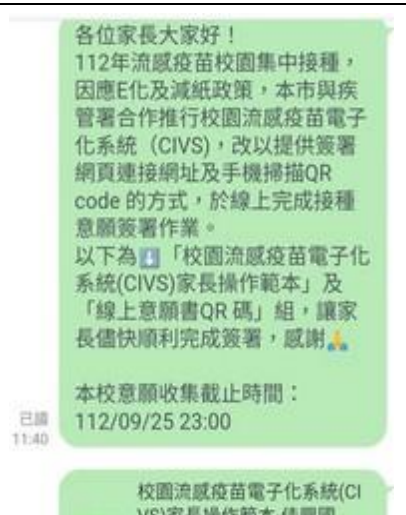 各位家長大家好！
112年流感疫苗校園集中接種，
因應E化及減紙政策，本市與疾
管署合作推行校園流感疫苗電子
化系統（CIVS)，改以提供簽署
網頁連接網址及手機掃描QR
code 的方式，於線上完成接種
意願簽署作業。
以下為⬇️「校園流感疫苗電子化
系統(CIVS)家長操作範本」及
「線上意願書QR 碼」組，讓家
長儘快順利完成簽署，感謝🙏
本校意願收集截止時間：
112/09/25 23:00
已讀
11:40
校園流感疫苗電子化系統(CI
VS)家長操作範本